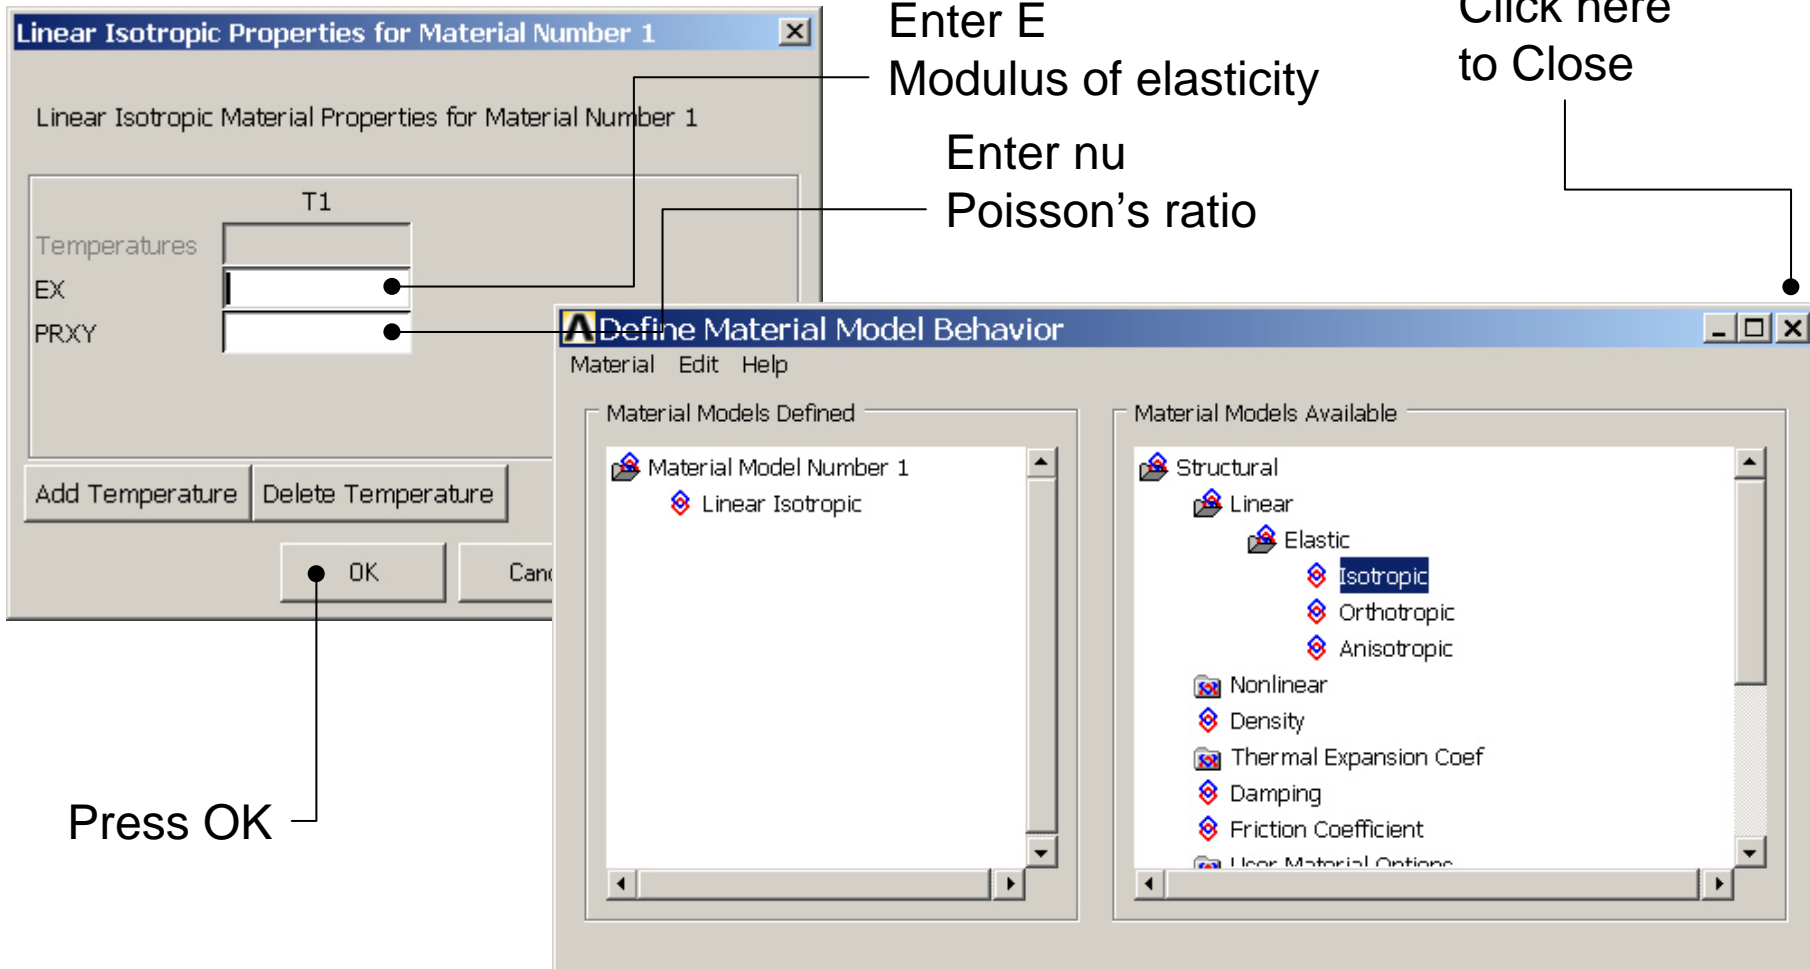 Linear Isotropic Properties for Material Number 1
Linear Isotropic Material Properties for Material Number 1
T1
Temperatures
EX
PRXY
Add Temperature
Delete Temperature
OK
Press OK
Enter E
Modulus of elasticity
Enter nu
Poisson’s ratio
Click here
to Close
Define Material Model Behavior
Material Edit Help
Material Models Defined
Material Model Number 1
Linear Isotropic
Material Models Available
Structural
Linear
Elastic
Isotropic
Orthotropic
Anisotropic
Nonlinear
Density
Thermal Expansion Coef
Damping
Friction Coefficient
User Material Options